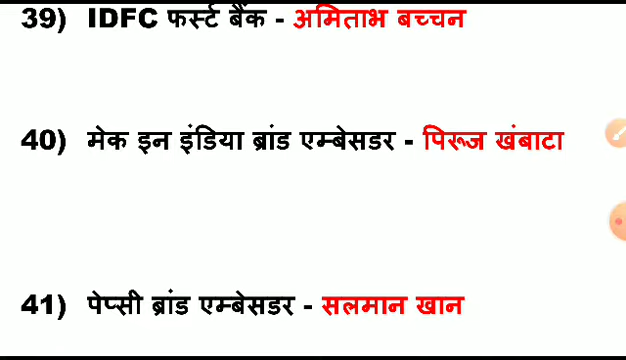 39) IDFC फर्स्ट बैंक - अमिताभ बच्चन
40) मेक इन इंडिया ब्रांड एम्बेसडर - पिरूज खंबाटा
41) पेप्सी ब्रांड एम्बेसडर - सलमान खान